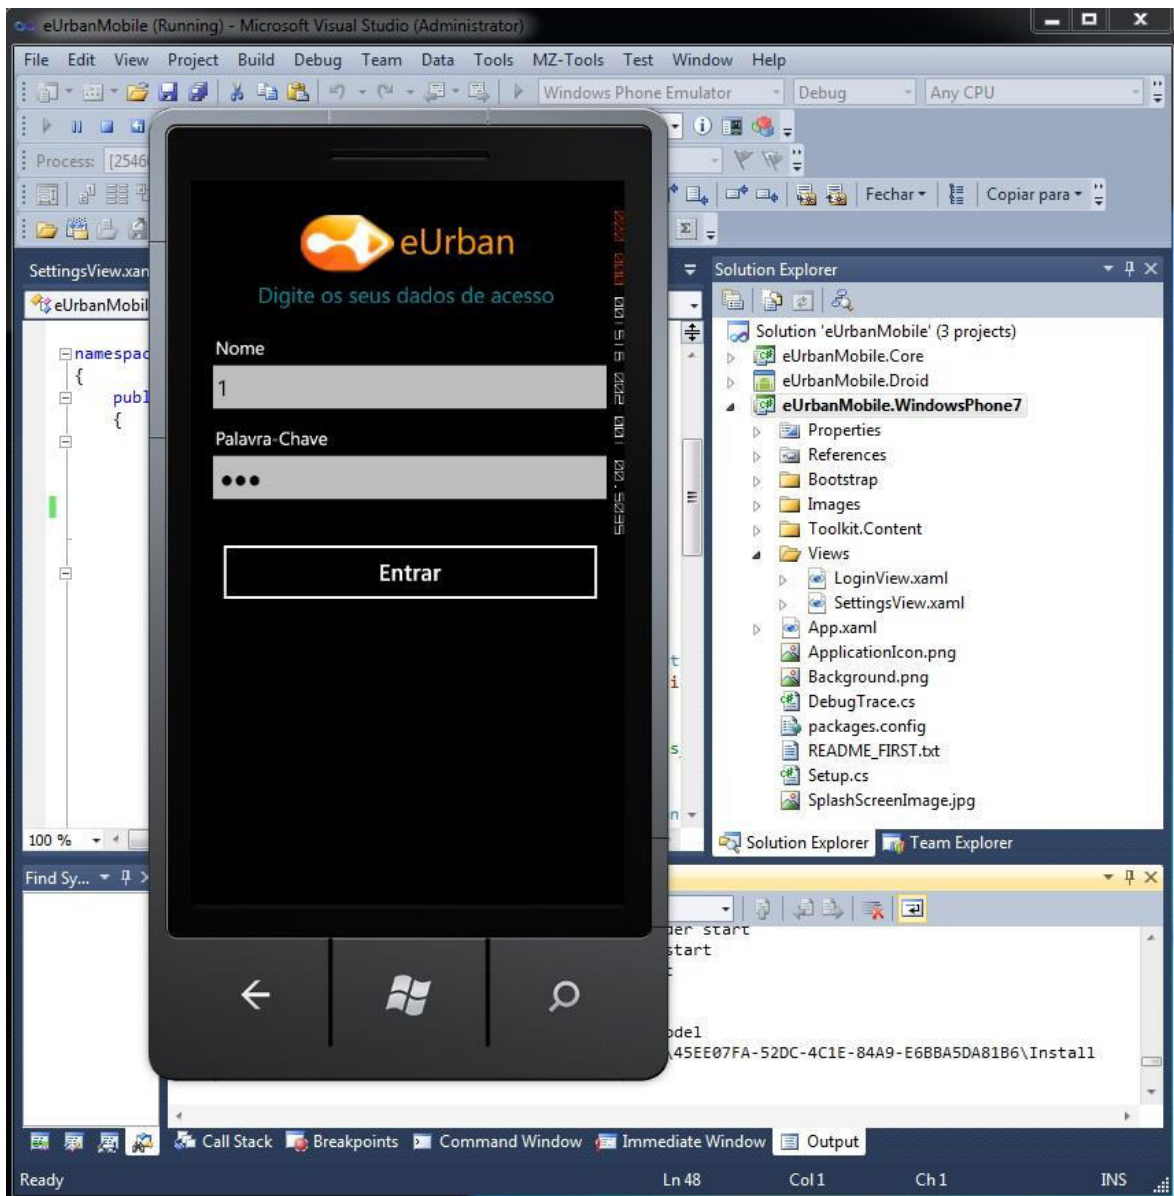 eUrbanMobile (Running) - Microsoft Visual Studio (Administrator)
File Edit View Project Build Debug Team Data Tools MZ-Tools Test Window Help
Windows Phone Emulator Debug Any CPU
Process: [2546
Fechar Copiar para
SettingsView.xan
eUrbanMobil
namespac
{
publ
{
100 %
eUrban
Digite os seus dados de acesso
Nome
1
Palavra-Chave
Entrar
t
i
s
n
Solution Explorer
Solution 'eUrbanMobile' (3 projects)
eUrbanMobile.Core
eUrbanMobile.Droid
eUrbanMobile.WindowsPhone7
Properties
References
Bootstrap
Images
Toolkit.Content
Views
LoginView.xaml
SettingsView.xaml
App.xaml
ApplicationIcon.png
Background.png
DebugTrace.cs
packages.config
README_FIRST.txt
Setup.cs
SplashScreenImage.jpg
Solution Explorer Team Explorer
Find Sy...
der start
start
odel
\45EE07FA-52DC-4C1E-84A9-E6BBA5DA81B6\Install
Call Stack Breakpoints Command Window Immediate Window Output
Ready Ln 48 Col 1 Ch 1 INS